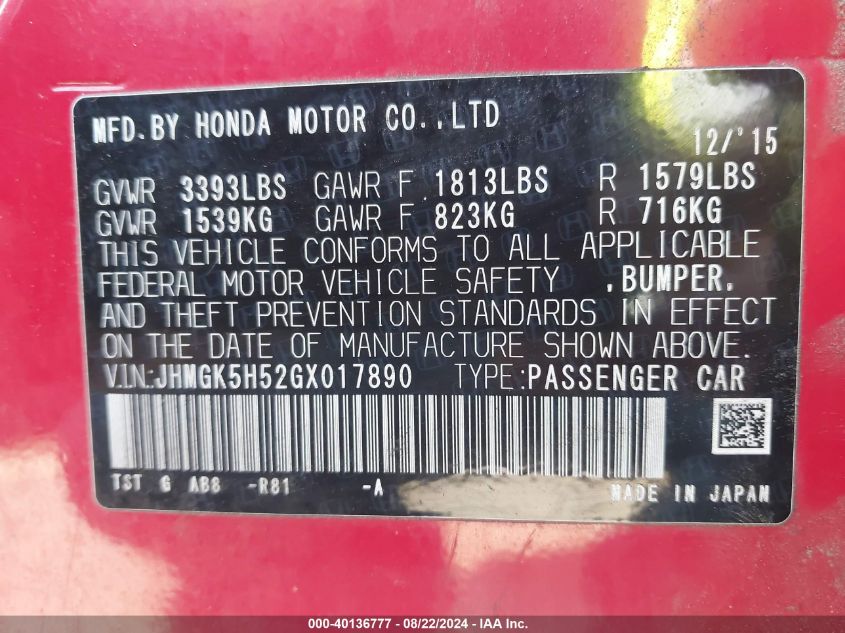 MFD.BY HONDA MOTOR CO.,LTD
12/'15
GVWR 3393LBS GAWR F 1813LBS R 1579LBS
GVWR 1539KG GAWR F 823KG R 716KG
THIS VEHICLE CONFORMS TO ALL APPLICABLE
FEDERAL MOTOR VEHICLE SAFETY ,BUMPER,
AND THEFT PREVENTION STANDARDS IN EFFECT
ON THE DATE OF MANUFACTURE SHOWN ABOVE.
V.I.N:JHMGK5H52GX017890 TYPE:PASSENGER CAR
TST G AB8 -R81 -A
MADE IN JAPAN
000-40136777 - 08/22/2024 - IAA Inc.